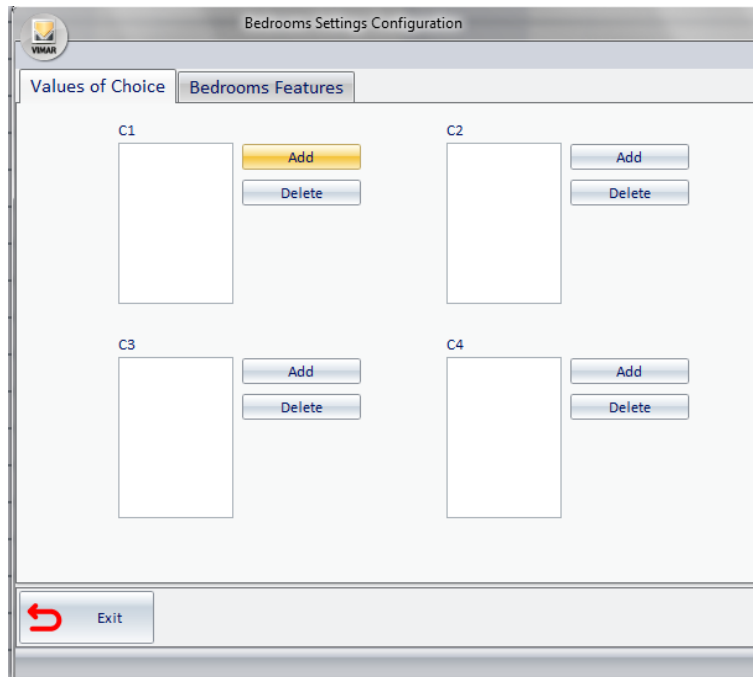 Bedrooms Settings Configuration
VIMAR
Values of Choice Bedrooms Features
C1 C2
Add Add
Delete Delete
C3 C4
Add Add
Delete Delete
Exit